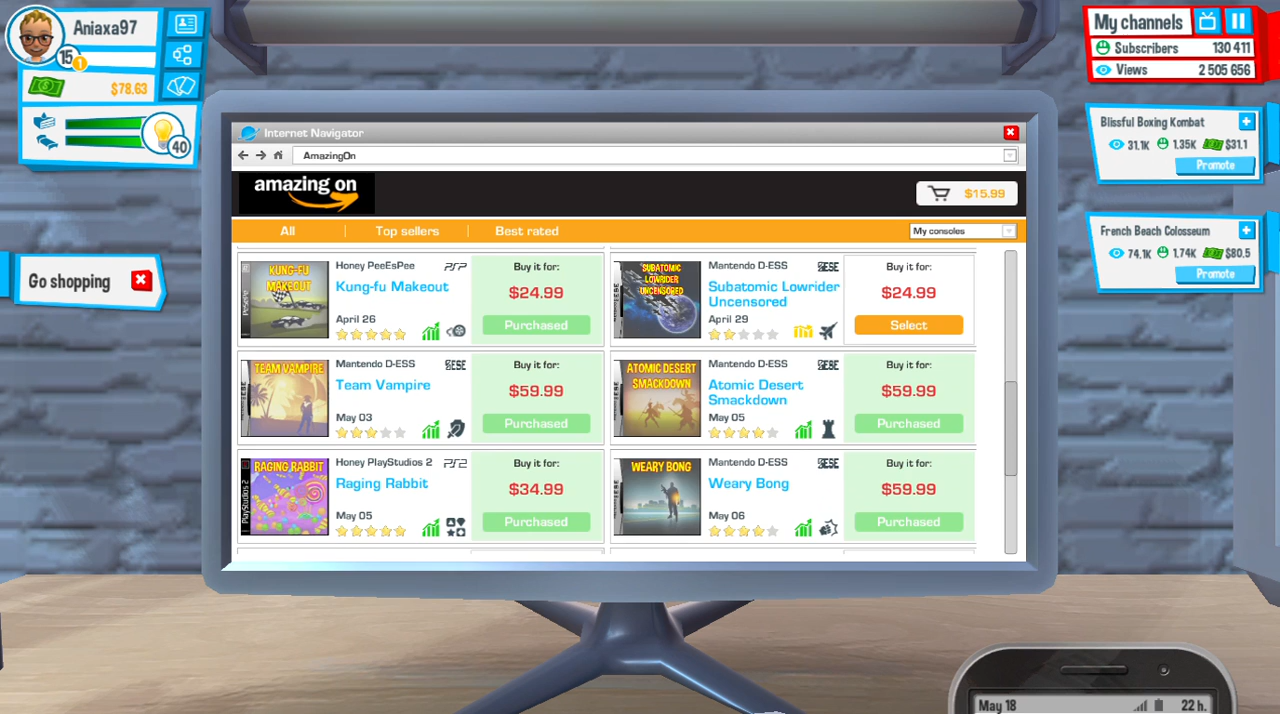 Aniaxa97
15
1
$78.63
40
Go shopping
My channels
Subscribers 130 411
Views 2 505 656
Blissful Boxing Kombat
31.1K 1.35K $31.1
Promote
French Beach Colosseum
74.1K 1.74K $80.5
Promote
Internet Navigator
AmazingOn
amazing on
$15.99
All
Top sellers
Best rated
My consoles
KUNG-FU
MAKEOUT
Honey PeeEsPee
Kung-fu Makeout
April 26
Buy it for:
$24.99
Purchased
SUBATOMIC
LOWRIDER
UNCENSORED
Mantendo D-ESS
Subatomic Lowrider
Uncensored
April 29
Buy it for:
$24.99
Select
TEAM VAMPIRE
Mantendo D-ESS
Team Vampire
May 03
Buy it for:
$59.99
Purchased
ATOMIC DESERT
SMACKDOWN
Mantendo D-ESS
Atomic Desert
Smackdown
May 05
Buy it for:
$59.99
Purchased
PlayStudios 2
RAGING RABBIT
Honey PlayStudios 2
Raging Rabbit
May 05
Buy it for:
$34.99
Purchased
WEARY BONG
Mantendo D-ESS
Weary Bong
May 06
Buy it for:
$59.99
Purchased
May 18
22 h.